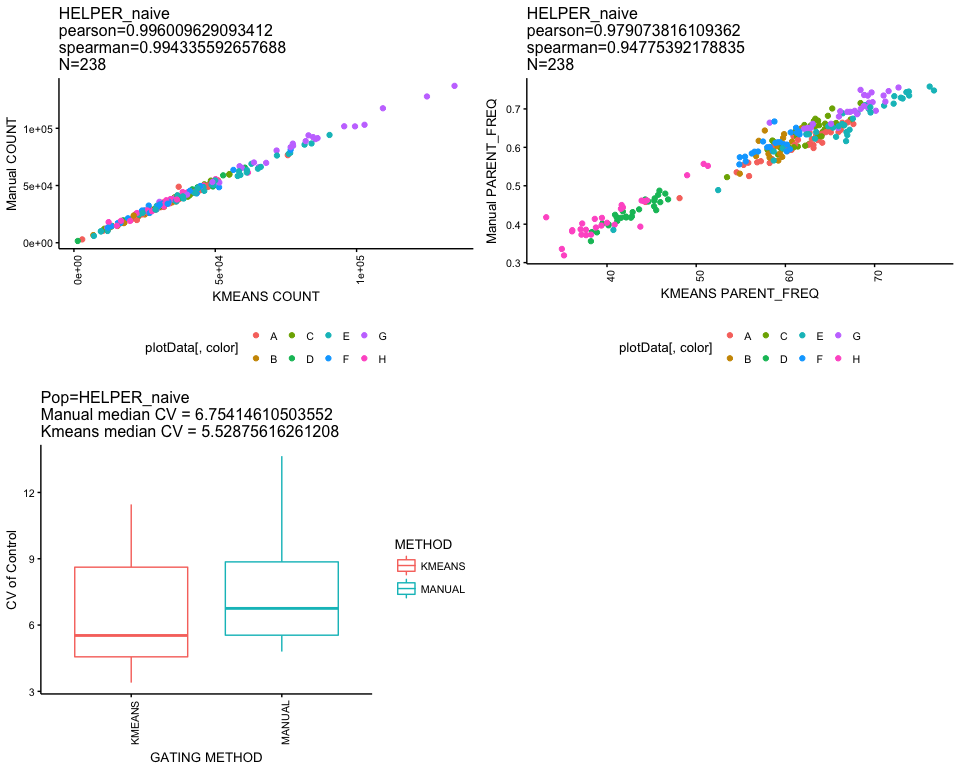 HELPER_naive
pearson=0.996009629093412
spearman=0.994335592657688
N=238
Manual COUNT
1e+05
5e+04
0e+00
0e+00
5e+04
1e+05
KMEANS COUNT
plotData[, color]
A
C
E
G
B
D
F
H
HELPER_naive
pearson=0.979073816109362
spearman=0.94775392178835
N=238
Manual PARENT_FREQ
0.7
0.6
0.5
0.4
0.3
40
50
60
70
KMEANS PARENT_FREQ
plotData[, color]
A
C
E
G
B
D
F
H
Pop=HELPER_naive
Manual median CV = 6.75414610503552
Kmeans median CV = 5.52875616261208
CV of Control
12
9
6
3
KMEANS
MANUAL
GATING METHOD
METHOD
KMEANS
MANUAL